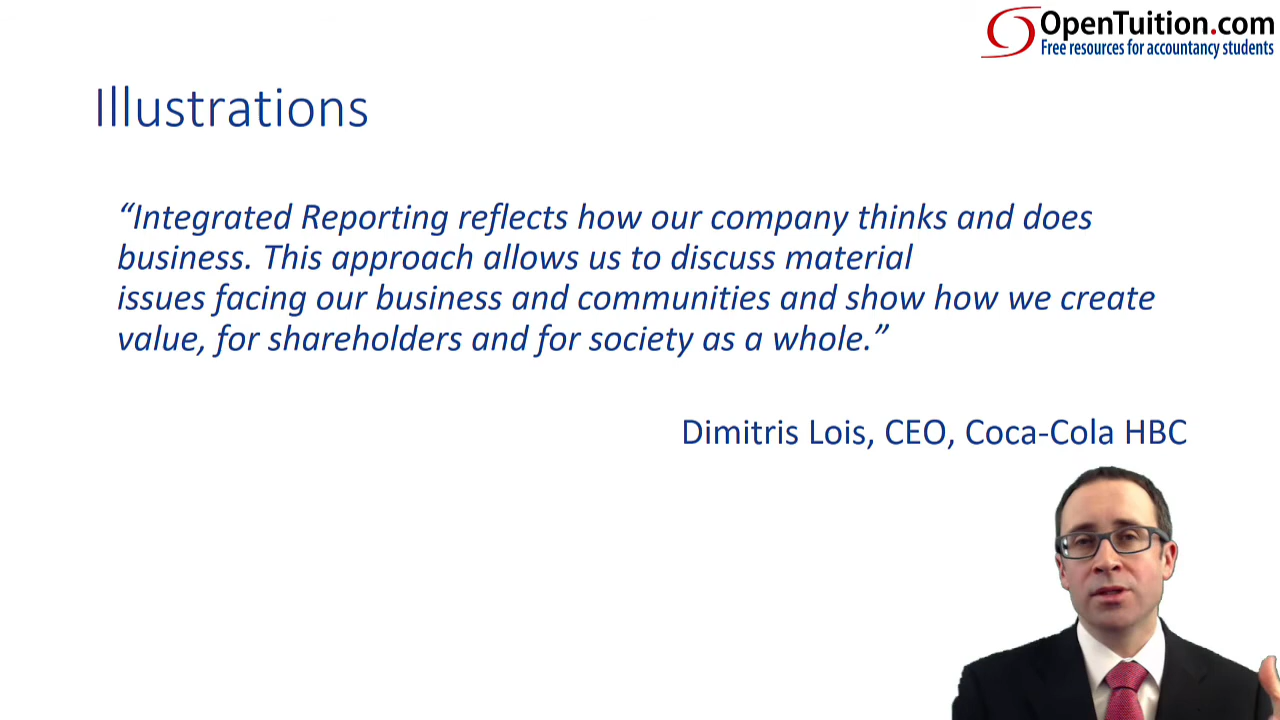 OpenTuition.com
Free resources for accountancy students
Illustrations
“Integrated Reporting reflects how our company thinks and does
business. This approach allows us to discuss material
issues facing our business and communities and show how we create
value, for shareholders and for society as a whole.”
Dimitris Lois, CEO, Coca-Cola HBC